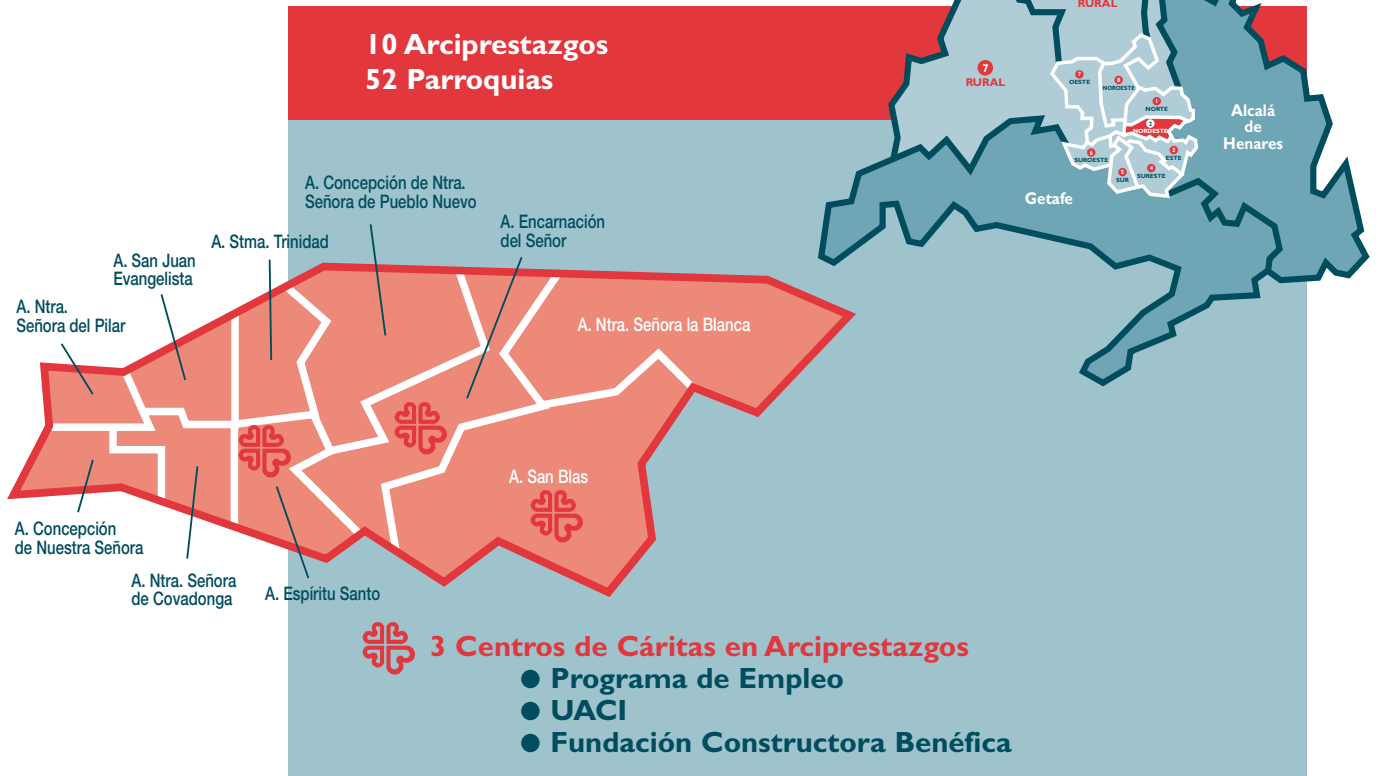 10 Arciprestazgos
52 Parroquias
RURAL
7
RURAL
7
OESTE
8
NOROESTE
1
NORTE
2
NORDESTE
3
ESTE
4
SURESTE
5
SUR
6
SUROESTE
Alcalá
de
Henares
Getafe
A. Concepción de Ntra.
Señora de Pueblo Nuevo
A. Encarnación
del Señor
A. Stma. Trinidad
A. San Juan
Evangelista
A. Ntra.
Señora del Pilar
A. Ntra. Señora la Blanca
A. San Blas
A. Concepción
de Nuestra Señora
A. Ntra. Señora
de Covadonga
A. Espíritu Santo
3 Centros de Cáritas en Arciprestazgos
● Programa de Empleo
● UACI
● Fundación Constructora Benéfica